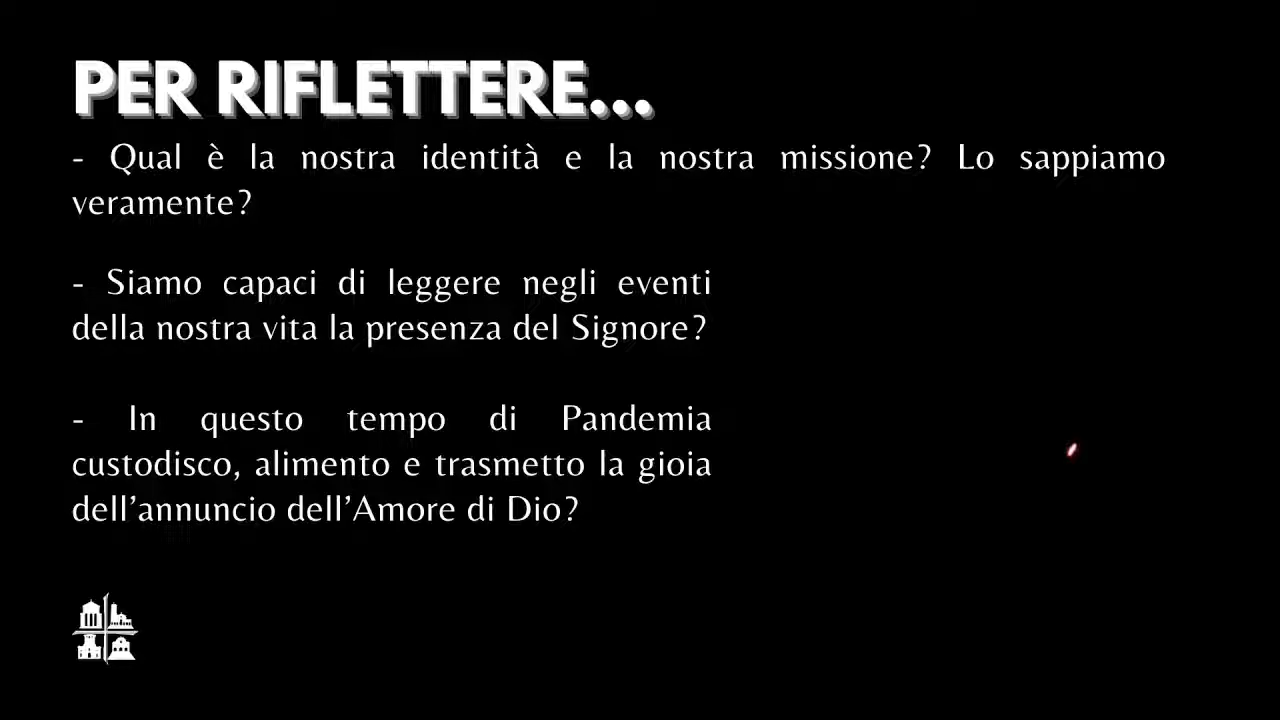 PER RIFLETTERE...
- Qual è la nostra identità e la nostra missione? Lo sappiamo
veramente?
- Siamo capaci di leggere negli eventi
della nostra vita la presenza del Signore?
- In questo tempo di Pandemia
custodisco, alimento e trasmetto la gioia
dell’annuncio dell’Amore di Dio?